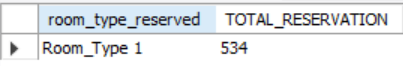 room_type_reserved TOTAL_RESERVATION
Room_Type 1 534